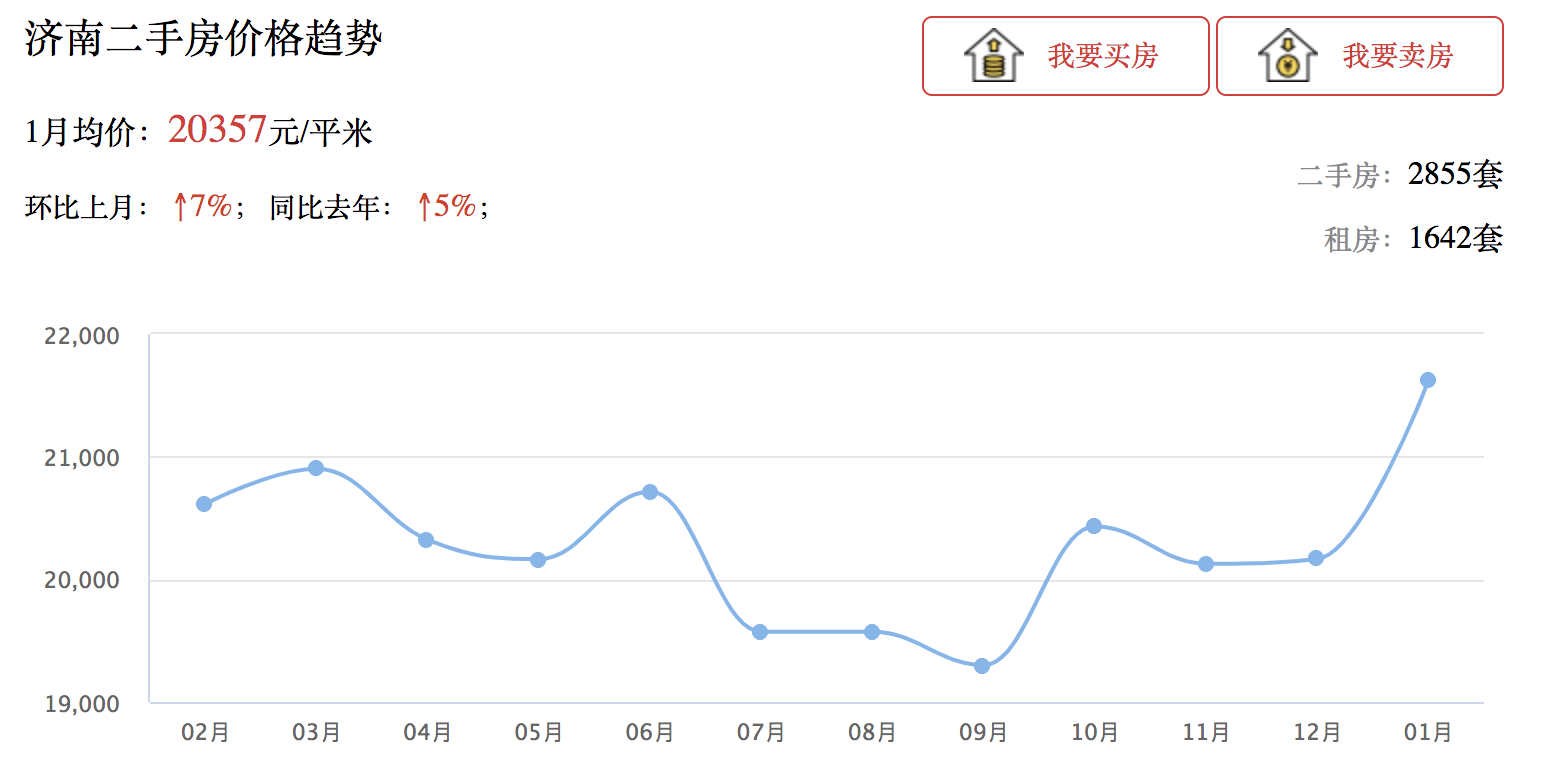 济南二手房价格趋势
我要买房
我要卖房
1月均价：20357元/平米
环比上月：↑7%；同比去年：↑5%；
二手房：2855套
租房：1642套
22,000
21,000
20,000
19,000
02月 03月 04月 05月 06月 07月 08月 09月 10月 11月 12月 01月